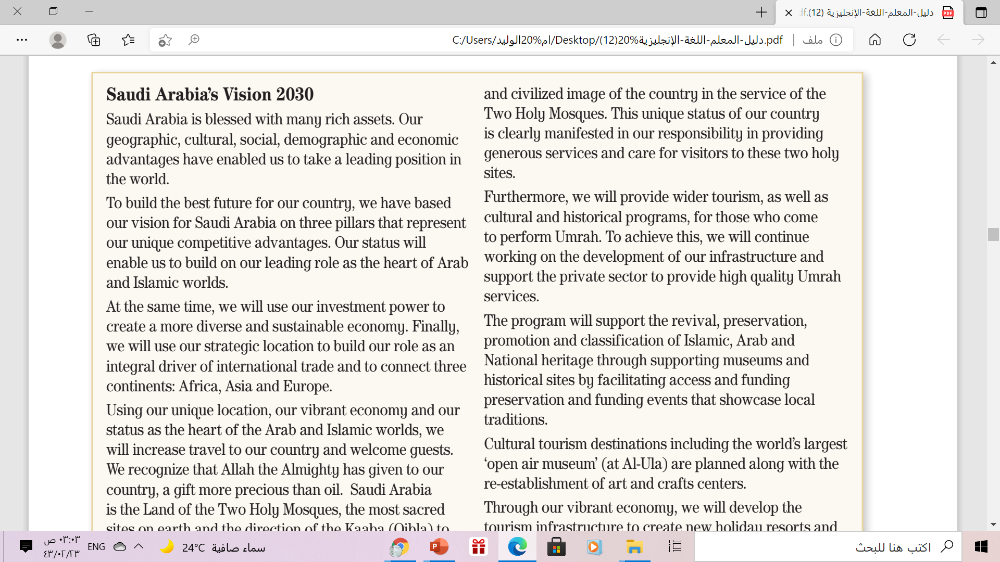 دليل-المعلم-اللغة-الإنجليزية (12).pdf
C:/Users/ام%20الوليد/Desktop/دليل-المعلم-اللغة-الإنجليزية%20(12).pdf
ملف
Saudi Arabia's Vision 2030
Saudi Arabia is blessed with many rich assets. Our
geographic, cultural, social, demographic and economic
advantages have enabled us to take a leading position in
the world.
To build the best future for our country, we have based
our vision for Saudi Arabia on three pillars that represent
our unique competitive advantages. Our status will
enable us to build on our leading role as the heart of Arab
and Islamic worlds.
At the same time, we will use our investment power to
create a more diverse and sustainable economy. Finally,
we will use our strategic location to build our role as an
integral driver of international trade and to connect three
continents: Africa, Asia and Europe.
Using our unique location, our vibrant economy and our
status as the heart of the Arab and Islamic worlds, we
will increase travel to our country and welcome guests.
We recognize that Allah the Almighty has given to our
country, a gift more precious than oil.  Saudi Arabia
is the Land of the Two Holy Mosques, the most sacred
sites on earth and the direction of the Kaaba (Qibla) to
and civilized image of the country in the service of the
Two Holy Mosques. This unique status of our country
is clearly manifested in our responsibility in providing
generous services and care for visitors to these two holy
sites.
Furthermore, we will provide wider tourism, as well as
cultural and historical programs, for those who come
to perform Umrah. To achieve this, we will continue
working on the development of our infrastructure and
support the private sector to provide high quality Umrah
services.
The program will support the revival, preservation,
promotion and classification of Islamic, Arab and
National heritage through supporting museums and
historical sites by facilitating access and funding
preservation and funding events that showcase local
traditions.
Cultural tourism destinations including the world's largest
'open air museum' (at Al-Ula) are planned along with the
re-establishment of art and crafts centers.
Through our vibrant economy, we will develop the
tourism infrastructure to create new holiday resorts and
٠٣:٠٣ ص
٤٣/٠٢/٢٣
ENG
24°C سماء صافية
اكتب هنا للبحث